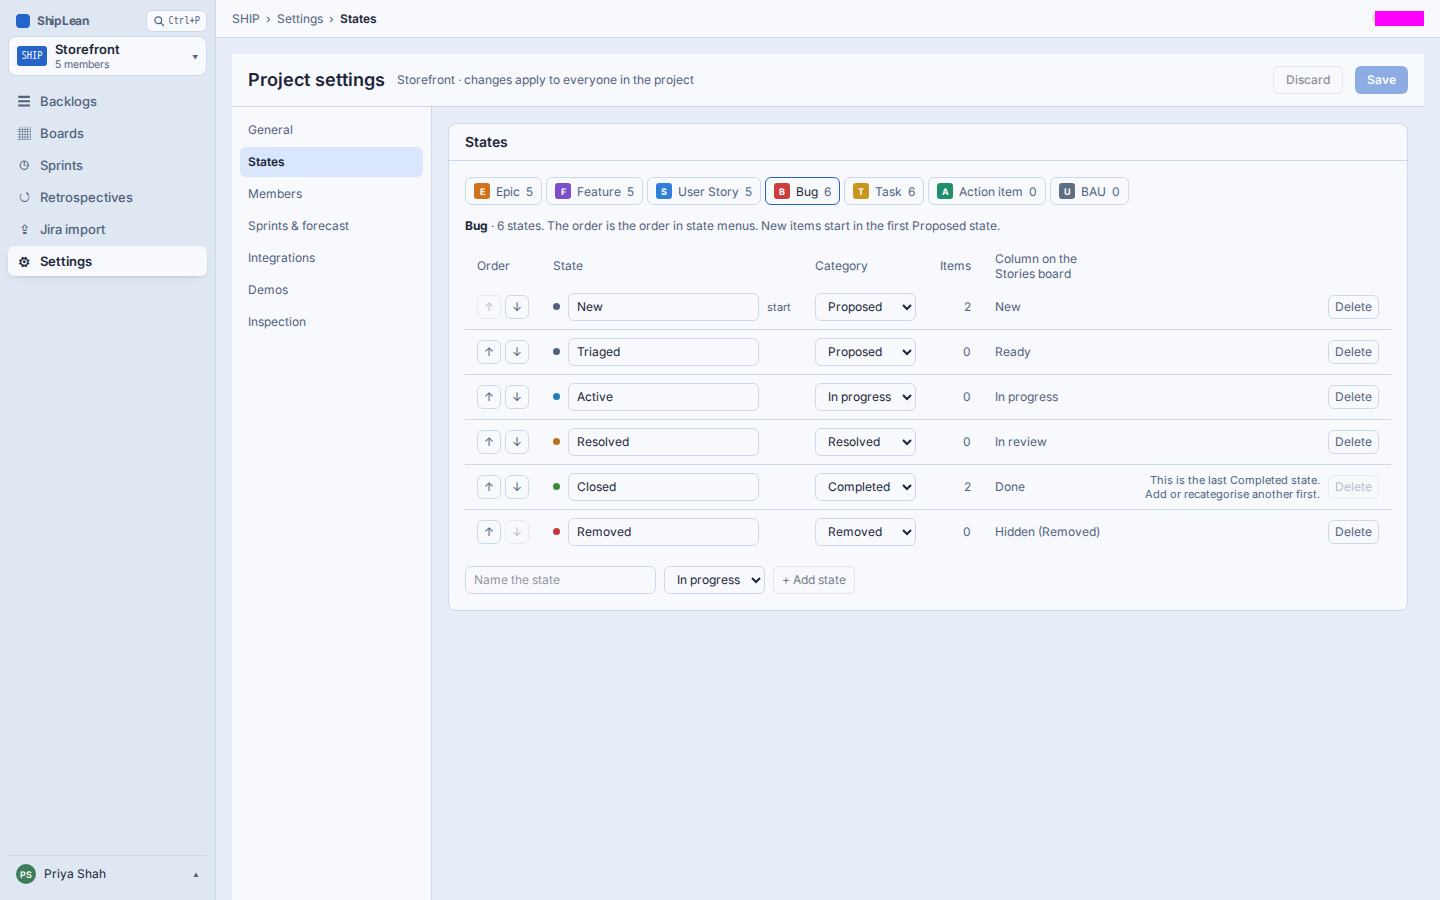 ShipLean
Ctrl+P
SHIP
Storefront
5 members
Backlogs
Boards
Sprints
Retrospectives
Jira import
Settings
PS
Priya Shah
SHIP › Settings › States
Project settings
Storefront · changes apply to everyone in the project
Discard
Save
General
States
Members
Sprints & forecast
Integrations
Demos
Inspection
States
E Epic 5
F Feature 5
S User Story 5
B Bug 6
T Task 6
A Action item 0
U BAU 0
Bug · 6 states. The order is the order in state menus. New items start in the first Proposed state.
Order
State
Category
Items
Column on the
Stories board
↑ ↓ New start Proposed 2 New Delete
↑ ↓ Triaged Proposed 0 Ready Delete
↑ ↓ Active In progress 0 In progress Delete
↑ ↓ Resolved Resolved 0 In review Delete
↑ ↓ Closed Completed 2 Done
This is the last Completed state.
Add or recategorise another first.
Delete
↑ ↓ Removed Removed 0 Hidden (Removed) Delete
Name the state
In progress
+ Add state